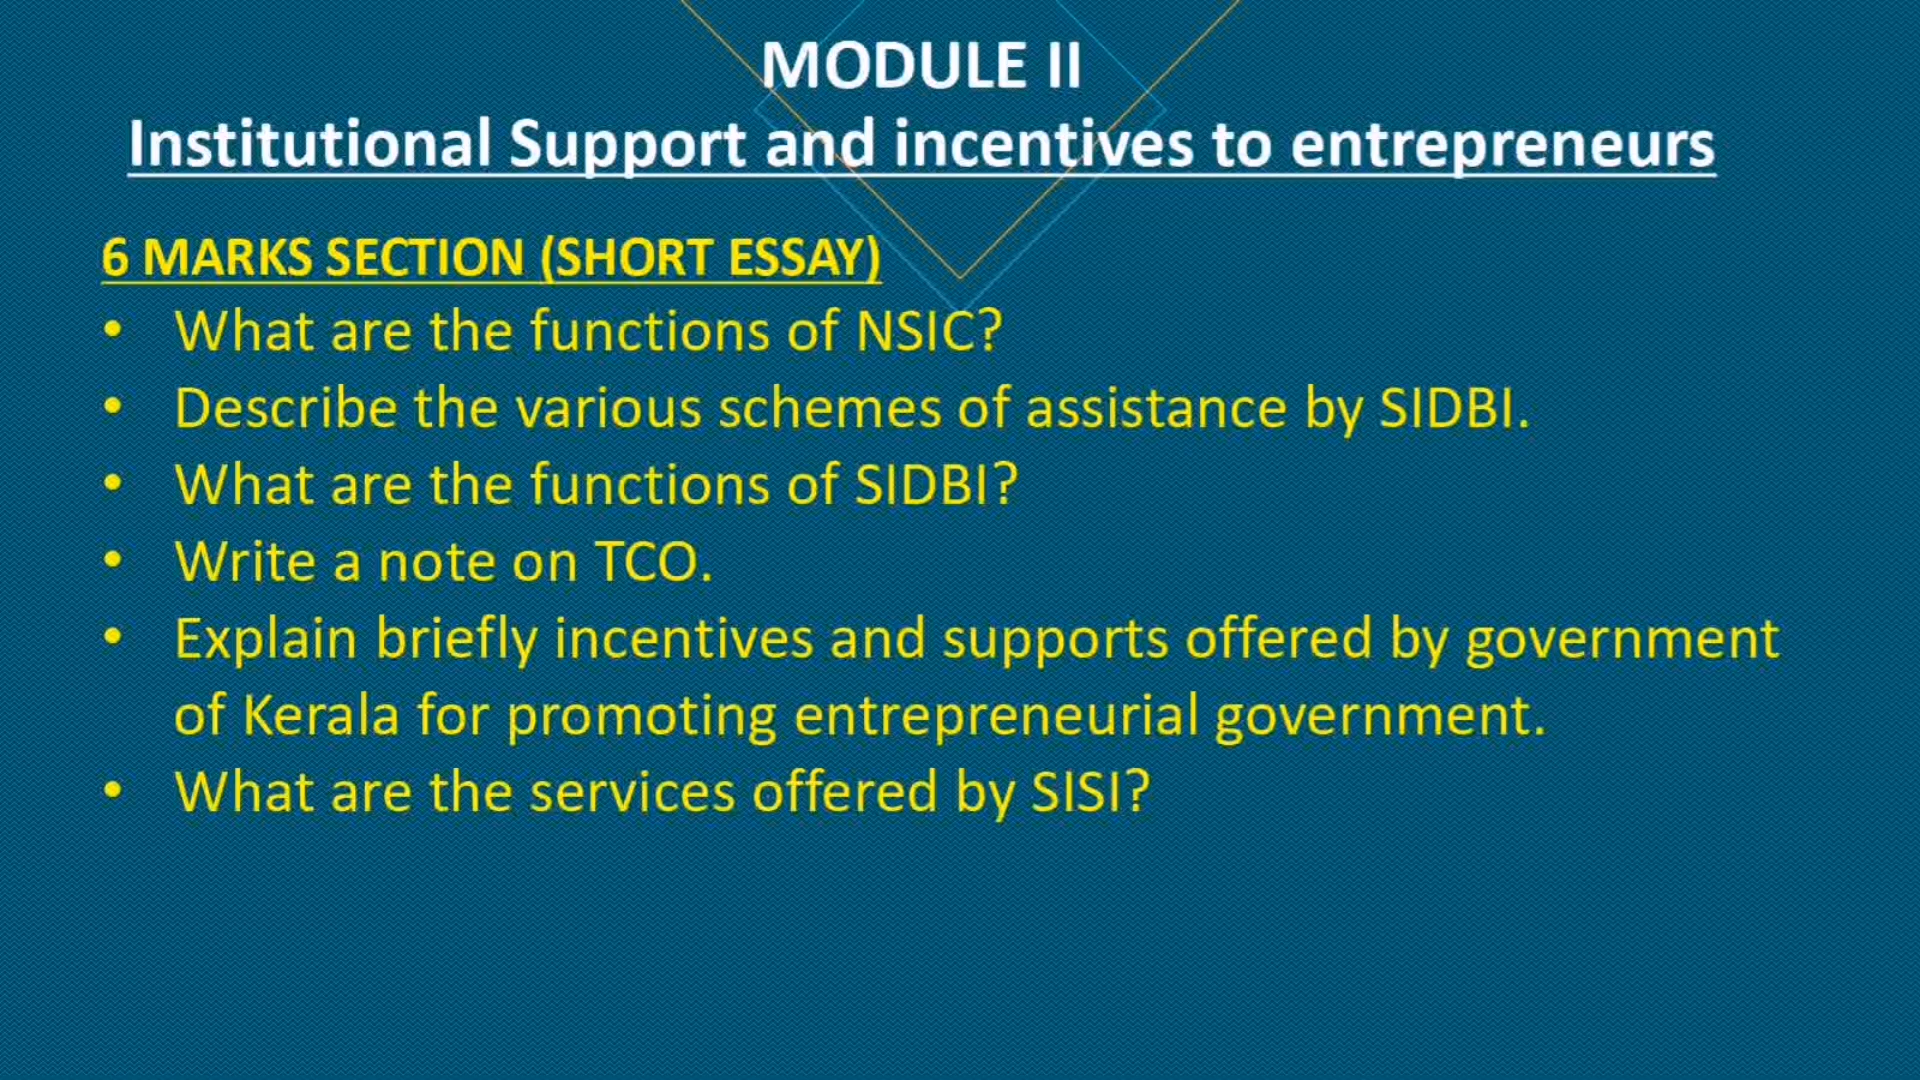 MODULE II
Institutional Support and incentives to entrepreneurs
6 MARKS SECTION (SHORT ESSAY)
• What are the functions of NSIC?
• Describe the various schemes of assistance by SIDBI.
• What are the functions of SIDBI?
• Write a note on TCO.
• Explain briefly incentives and supports offered by government
of Kerala for promoting entrepreneurial government.
• What are the services offered by SISI?